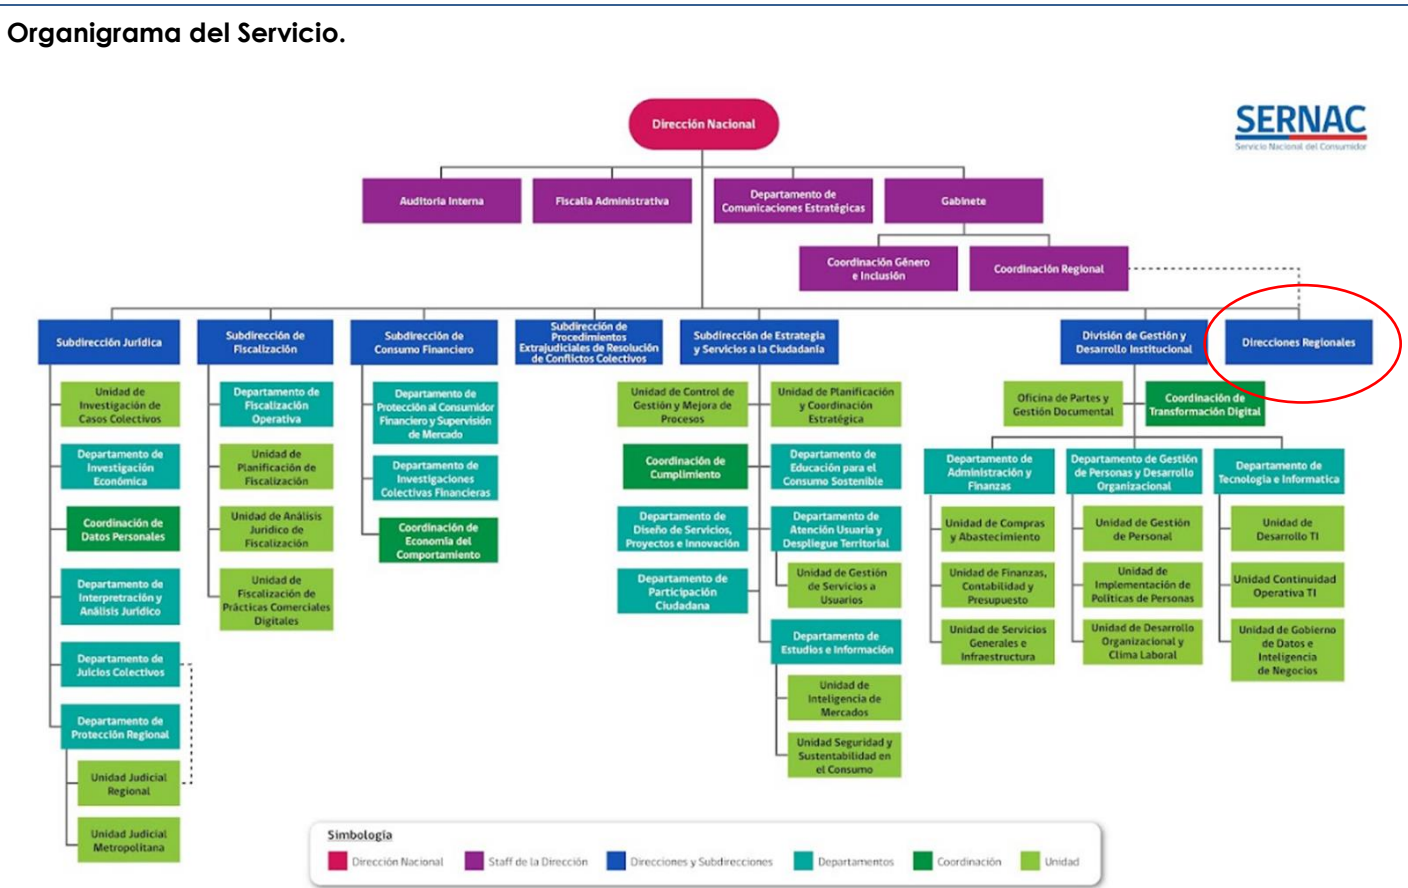 Organigrama del Servicio.
SERNAC
Servicio Nacional del Consumidor
Dirección Nacional
Auditoria Interna
Fiscalía Administrativa
Departamento de
Comunicaciones Estratégicas
Gabinete
Coordinación Género
e Inclusión
Coordinación Regional
Subdirección Jurídica
Subdirección de
Fiscalización
Subdirección de
Consumo Financiero
Subdirección de
Procedimientos
Extrajudiciales de Resolución
de Conflictos Colectivos
Subdirección de Estrategia
y Servicios a la Ciudadanía
División de Gestión y
Desarrollo Institucional
Direcciones Regionales
Unidad de
Investigación de
Casos Colectivos
Departamento de
Investigación
Económica
Coordinación de
Datos Personales
Departamento de
Interpretración y
Análisis Jurídico
Departamento de
Juicios Colectivos
Departamento de
Protección Regional
Unidad Judicial
Regional
Unidad Judicial
Metropolitana
Departamento de
Fiscalización
Operativa
Unidad de
Planificación de
Fiscalización
Unidad de Análisis
Jurídico de
Fiscalización
Unidad de
Fiscalización de
Prácticas Comerciales
Digitales
Departamento de
Protección al Consumidor
Financiero y Supervisión
de Mercado
Departamento de
Investigaciones
Colectivas Financieras
Coordinación de
Economía del
Comportamiento
Unidad de Control de
Gestión y Mejora de
Procesos
Coordinación de
Cumplimiento
Departamento de
Diseño de Servicios,
Proyectos e Innovación
Departamento de
Participación
Ciudadana
Unidad de Planificación
y Coordinación
Estratégica
Departamento de
Educación para el
Consumo Sostenible
Departamento de
Atención Usuaria y
Despliegue Territorial
Unidad de Gestión
de Servicios a
Usuarios
Departamento de
Estudios e Información
Unidad de
Inteligencia de
Mercados
Unidad Seguridad y
Sustentabilidad en
el Consumo
Oficina de Partes y
Gestión Documental
Coordinación de
Transformación Digital
Departamento de
Administración y
Finanzas
Unidad de Compras
y Abastecimiento
Unidad de Finanzas,
Contabilidad y
Presupuesto
Unidad de Servicios
Generales e
Infraestructura
Departamento de Gestión
de Personas y Desarrollo
Organizacional
Unidad de Gestión
de Personal
Unidad de
Implementación de
Políticas de Personas
Unidad de Desarrollo
Organizacional y
Clima Laboral
Departamento de
Tecnología e Informatica
Unidad de
Desarrollo TI
Unidad Continuidad
Operativa TI
Unidad de Gobierno
de Datos e
Inteligencia
de Negocios
Simbología
Dirección Nacional
Staff de la Dirección
Direcciones y Subdirecciones
Departamentos
Coordinación
Unidad